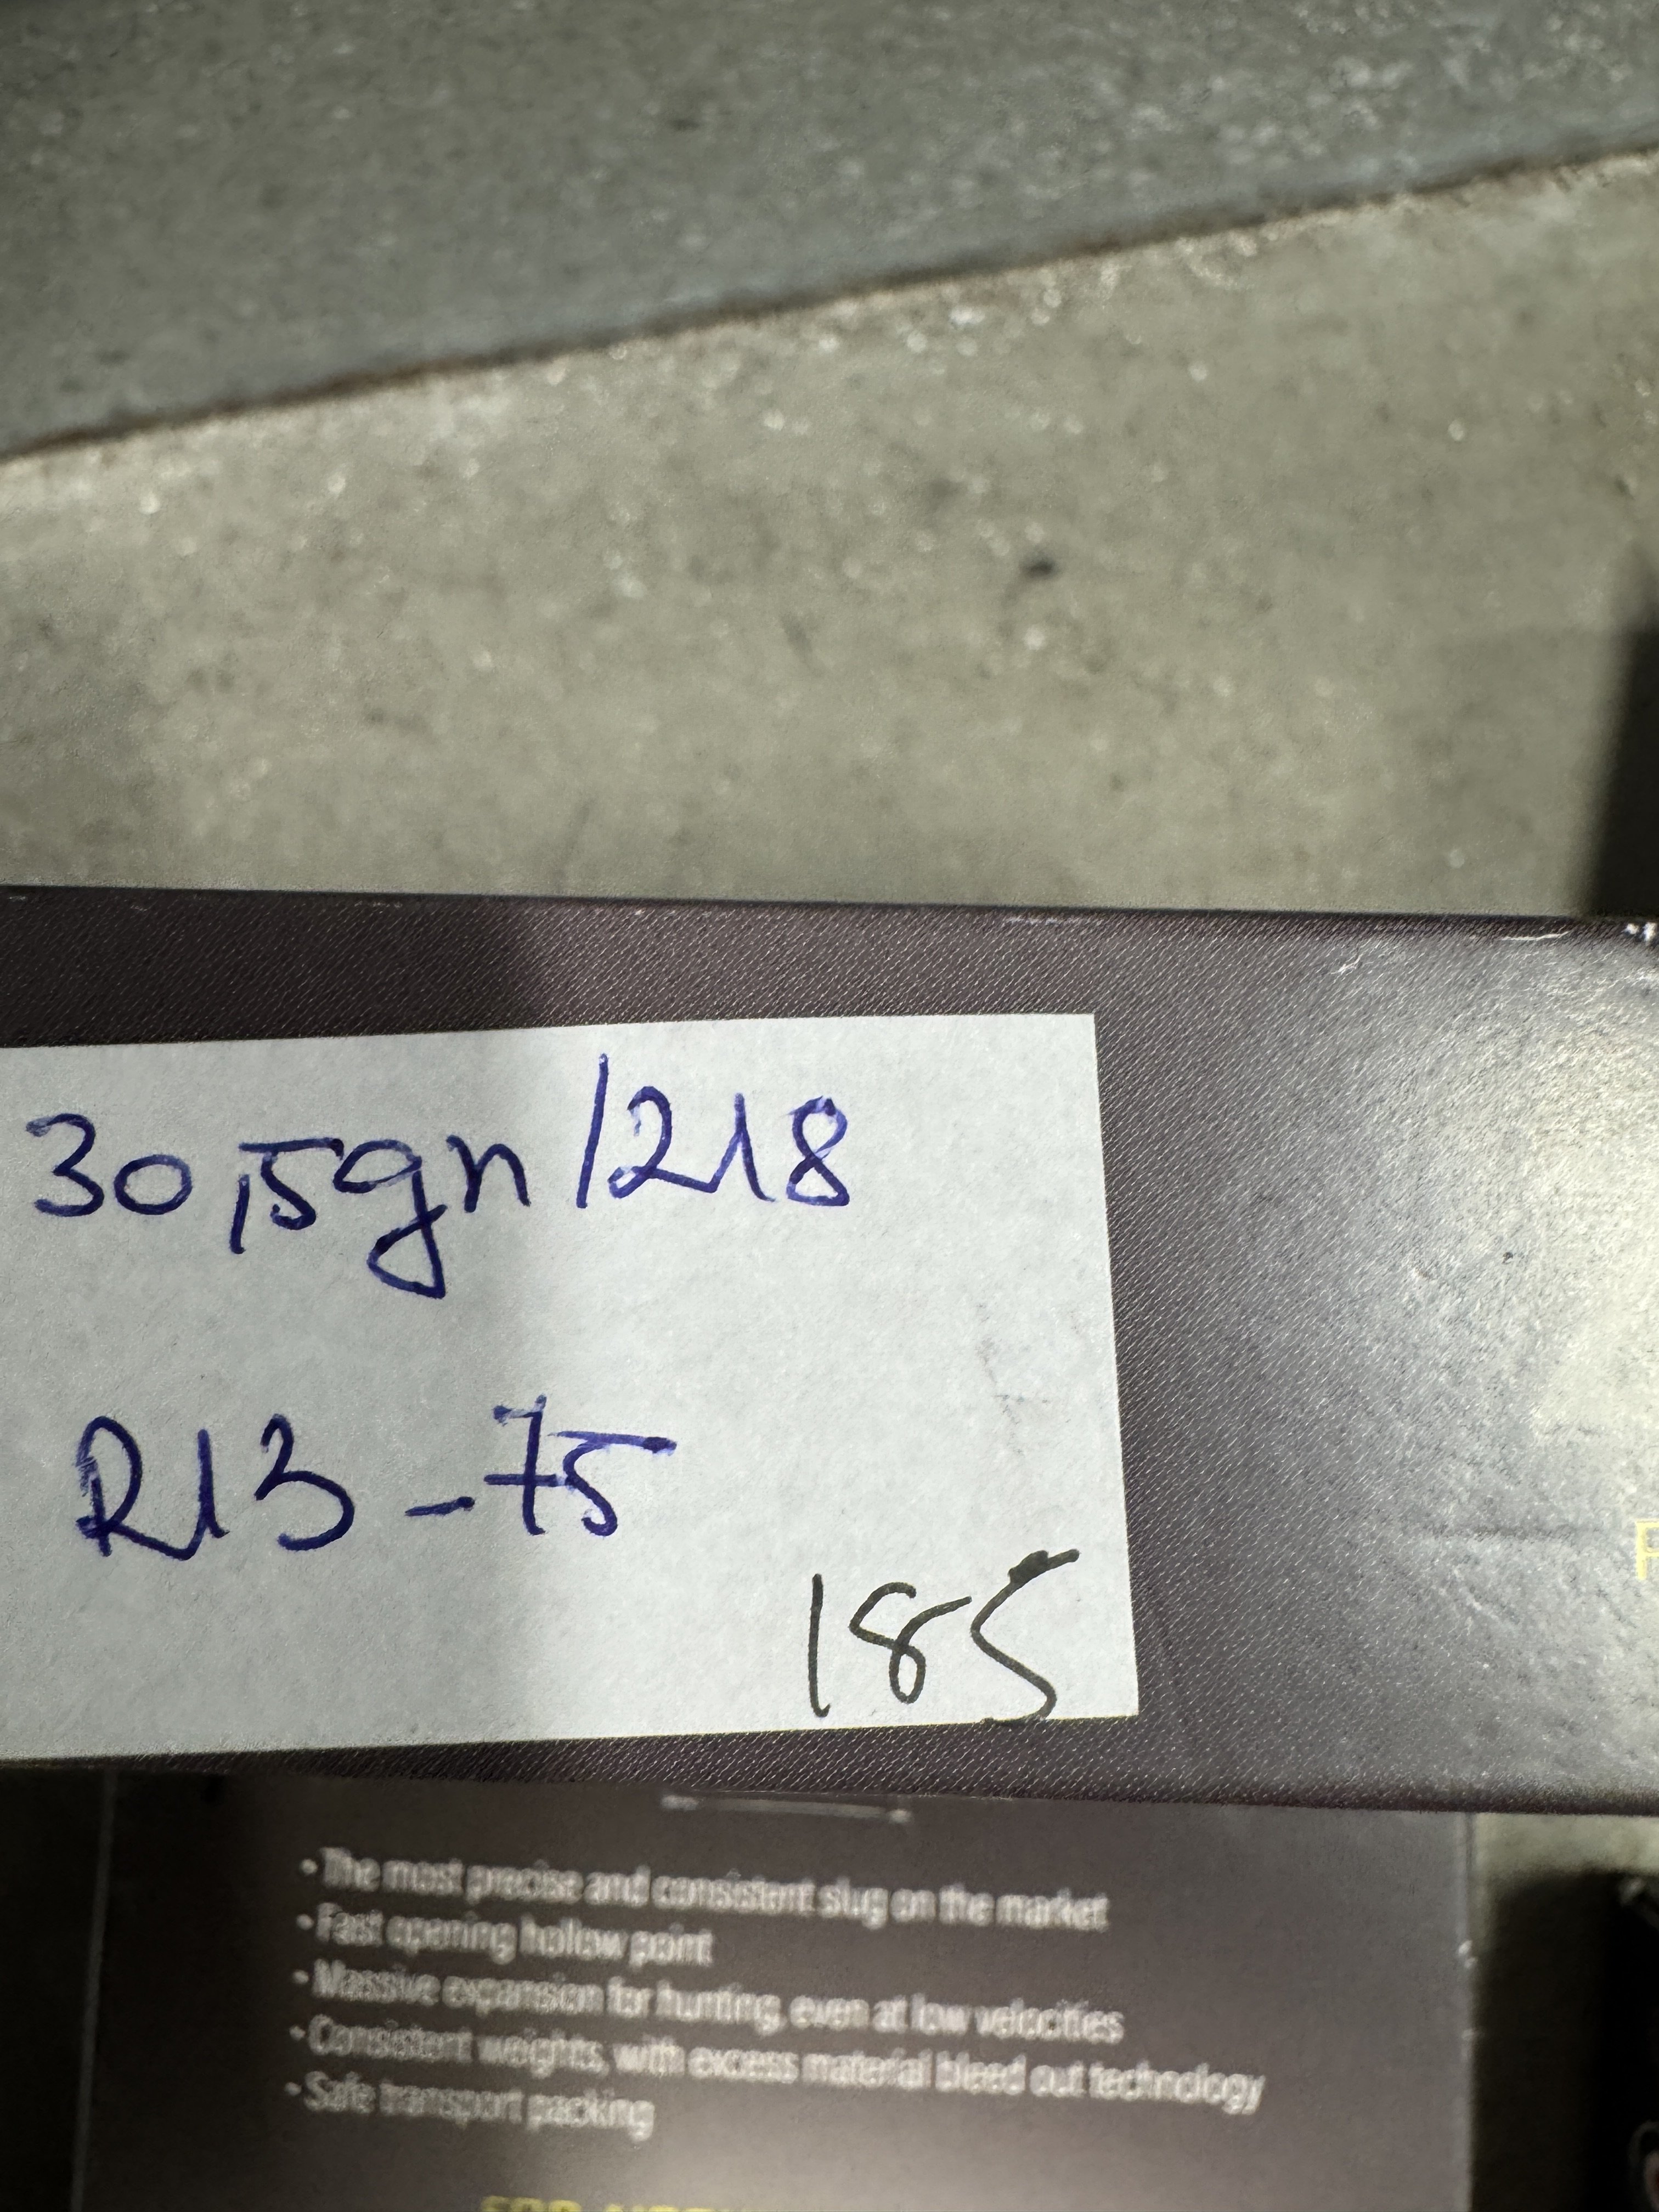 30,5gn/218
R13-75
185
• The most precise and consistent slug on the market
• Fast opening hollow point
• Massive expansion for hunting, even at low velocities
• Consistent weights, with excess material bleed out technology
• Safe transport packing